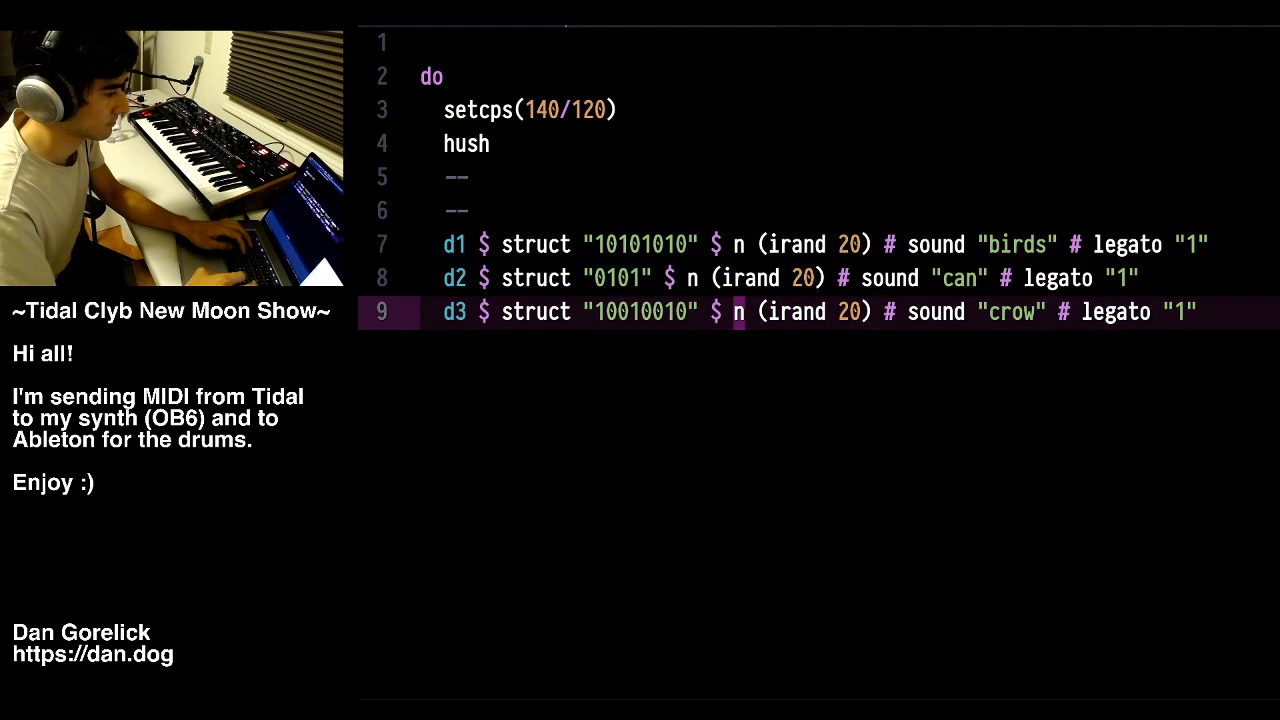 ~Tidal Clyb New Moon Show~
Hi all!
I'm sending MIDI from Tidal
to my synth (OB6) and to
Ableton for the drums.
Enjoy :)
Dan Gorelick
https://dan.dog
1
2 do
3 setcps(140/120)
4 hush
5 --
6 --
7 d1 $ struct "10101010" $ n (irand 20) # sound "birds" # legato "1"
8 d2 $ struct "0101" $ n (irand 20) # sound "can" # legato "1"
9 d3 $ struct "10010010" $ n (irand 20) # sound "crow" # legato "1"